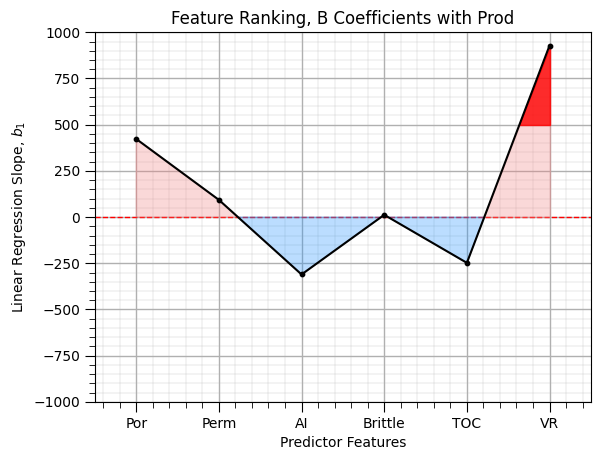 Feature Ranking, B Coefficients with Prod
1000
750
500
250
0
−250
−500
−750
−1000
Linear Regression Slope, b₁
Por Perm AI Brittle TOC VR
Predictor Features